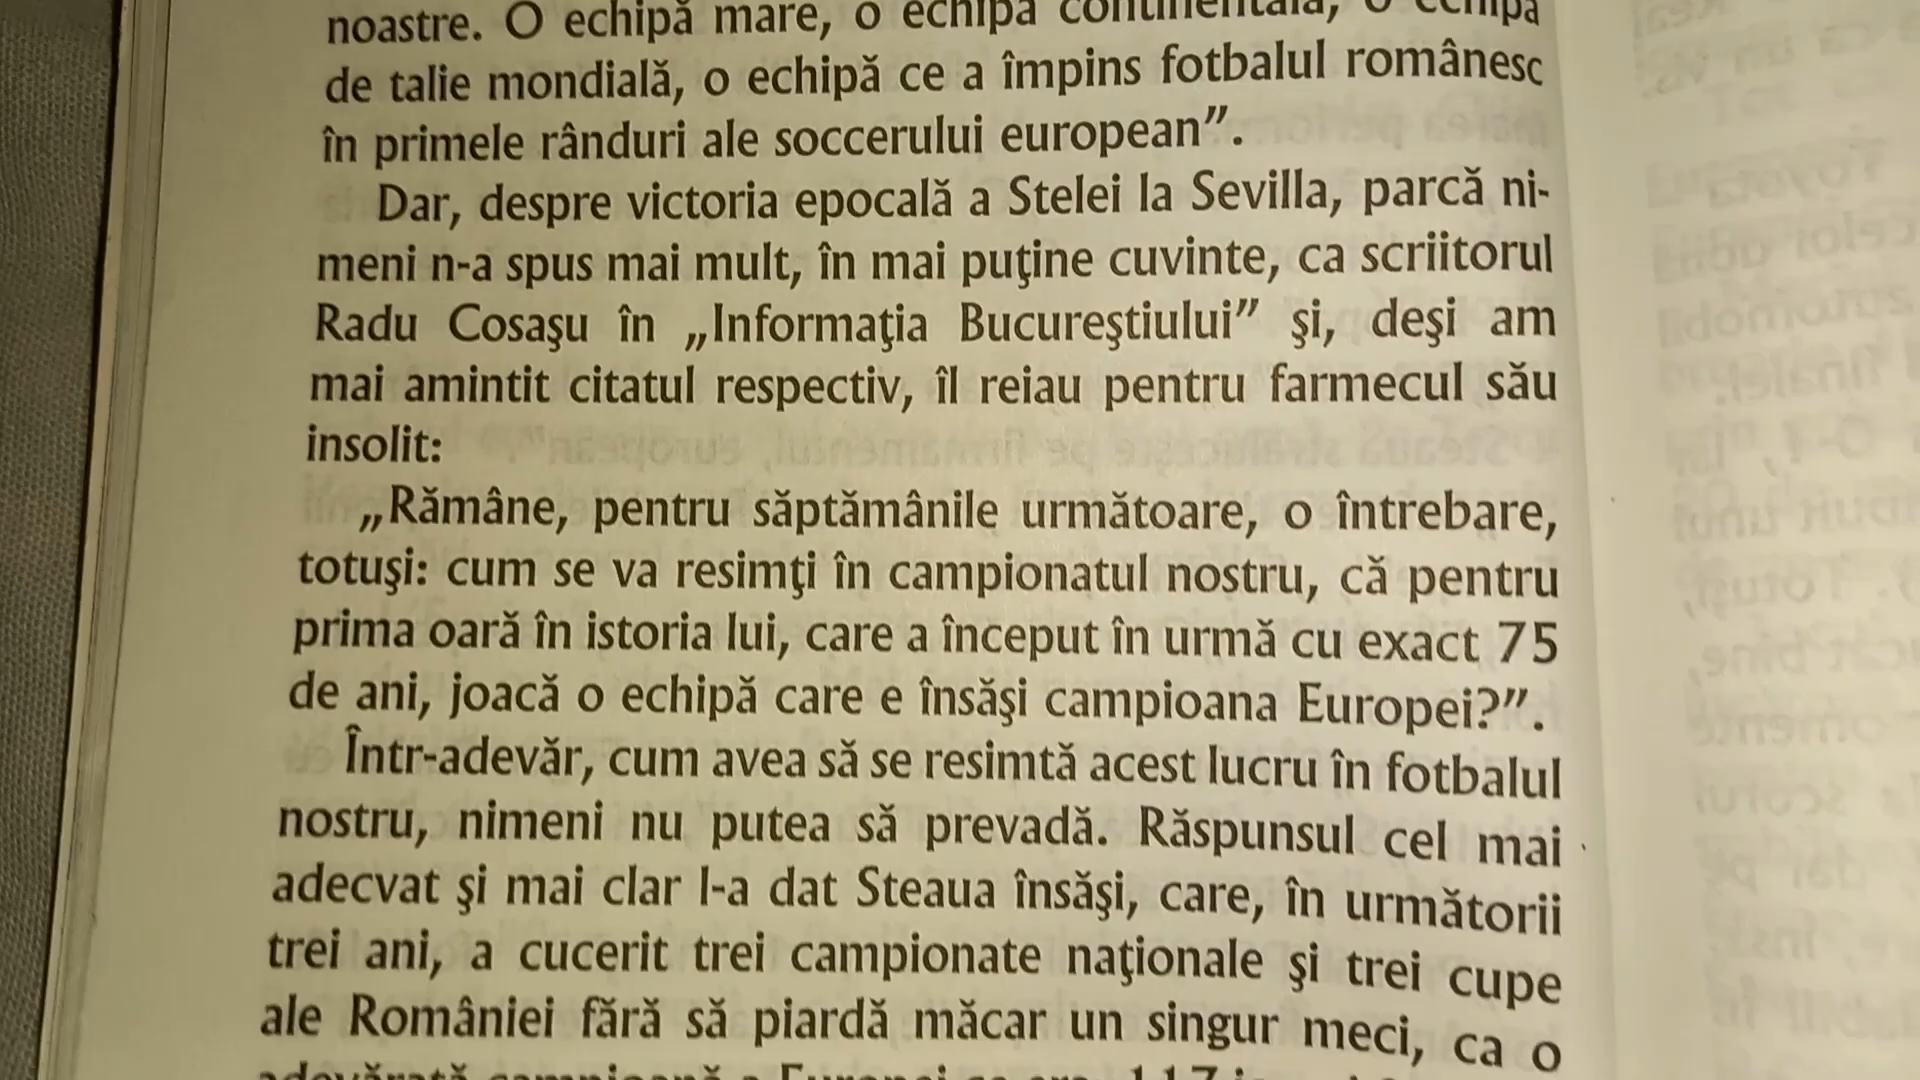 noastre. O echipă mare, o echipă continentală, o echipă
de talie mondială, o echipă ce a împins fotbalul românesc
în primele rânduri ale soccerului european”.
Dar, despre victoria epocală a Stelei la Sevilla, parcă ni-
meni n-a spus mai mult, în mai puţine cuvinte, ca scriitorul
Radu Cosaşu în „Informaţia Bucureştiului” şi, deşi am
mai amintit citatul respectiv, îl reiau pentru farmecul său
insolit:
„Rămâne, pentru săptămânile următoare, o întrebare,
totuşi: cum se va resimţi în campionatul nostru, că pentru
prima oară în istoria lui, care a început în urmă cu exact 75
de ani, joacă o echipă care e însăşi campioana Europei?”.
Într-adevăr, cum avea să se resimtă acest lucru în fotbalul
nostru, nimeni nu putea să prevadă. Răspunsul cel mai
adecvat şi mai clar l-a dat Steaua însăşi, care, în următorii
trei ani, a cucerit trei campionate naţionale şi trei cupe
ale României fără să piardă măcar un singur meci, ca o
adevărată campioană a Europei